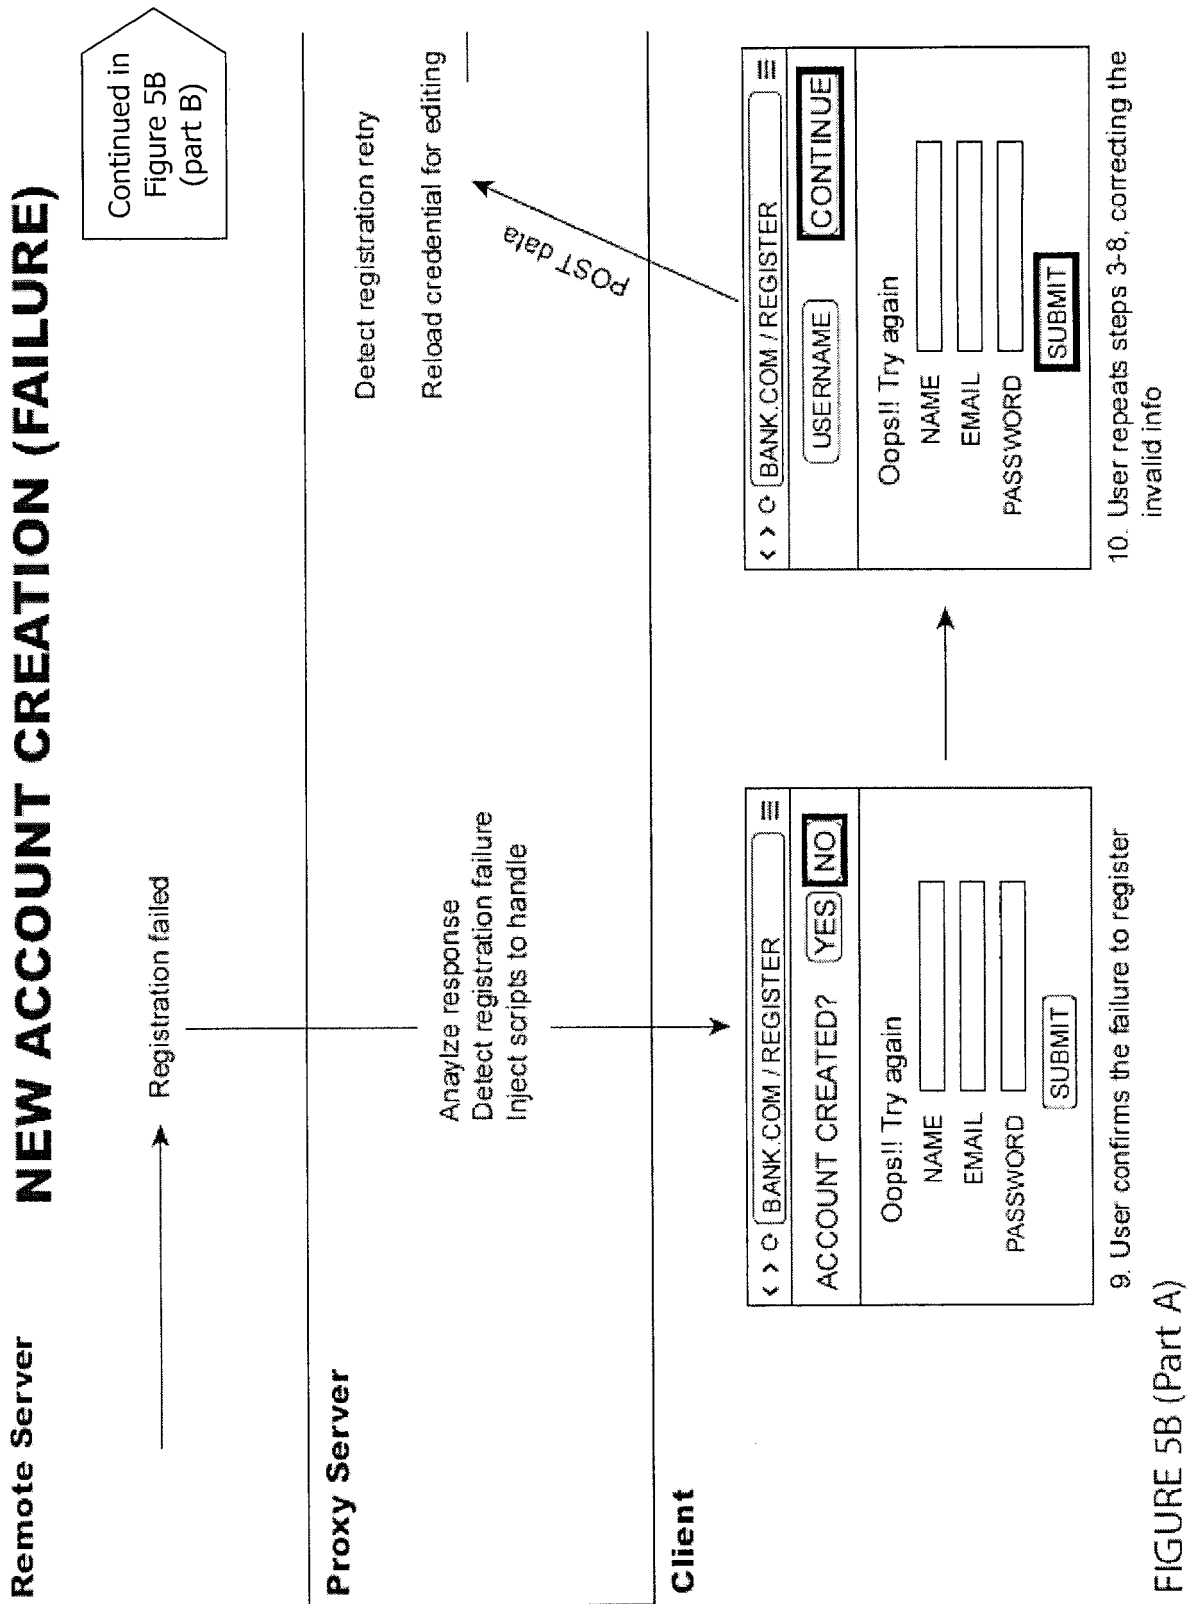 Remote Server
NEW ACCOUNT CREATION (FAILURE)
Registration failed
Continued in
Figure 5B
(part B)
Proxy Server
Anaylze response
Detect registration failure
Inject scripts to handle
Detect registration retry
Reload credential for editing
POST data
Client
BANK.COM / REGISTER
ACCOUNT CREATED? YES NO
Oops!! Try again
NAME
EMAIL
PASSWORD
SUBMIT
9. User confirms the failure to register
BANK.COM / REGISTER
USERNAME CONTINUE
Oops!! Try again
NAME
EMAIL
PASSWORD
SUBMIT
10. User repeats steps 3-8, correcting the
invalid info
FIGURE 5B (Part A)